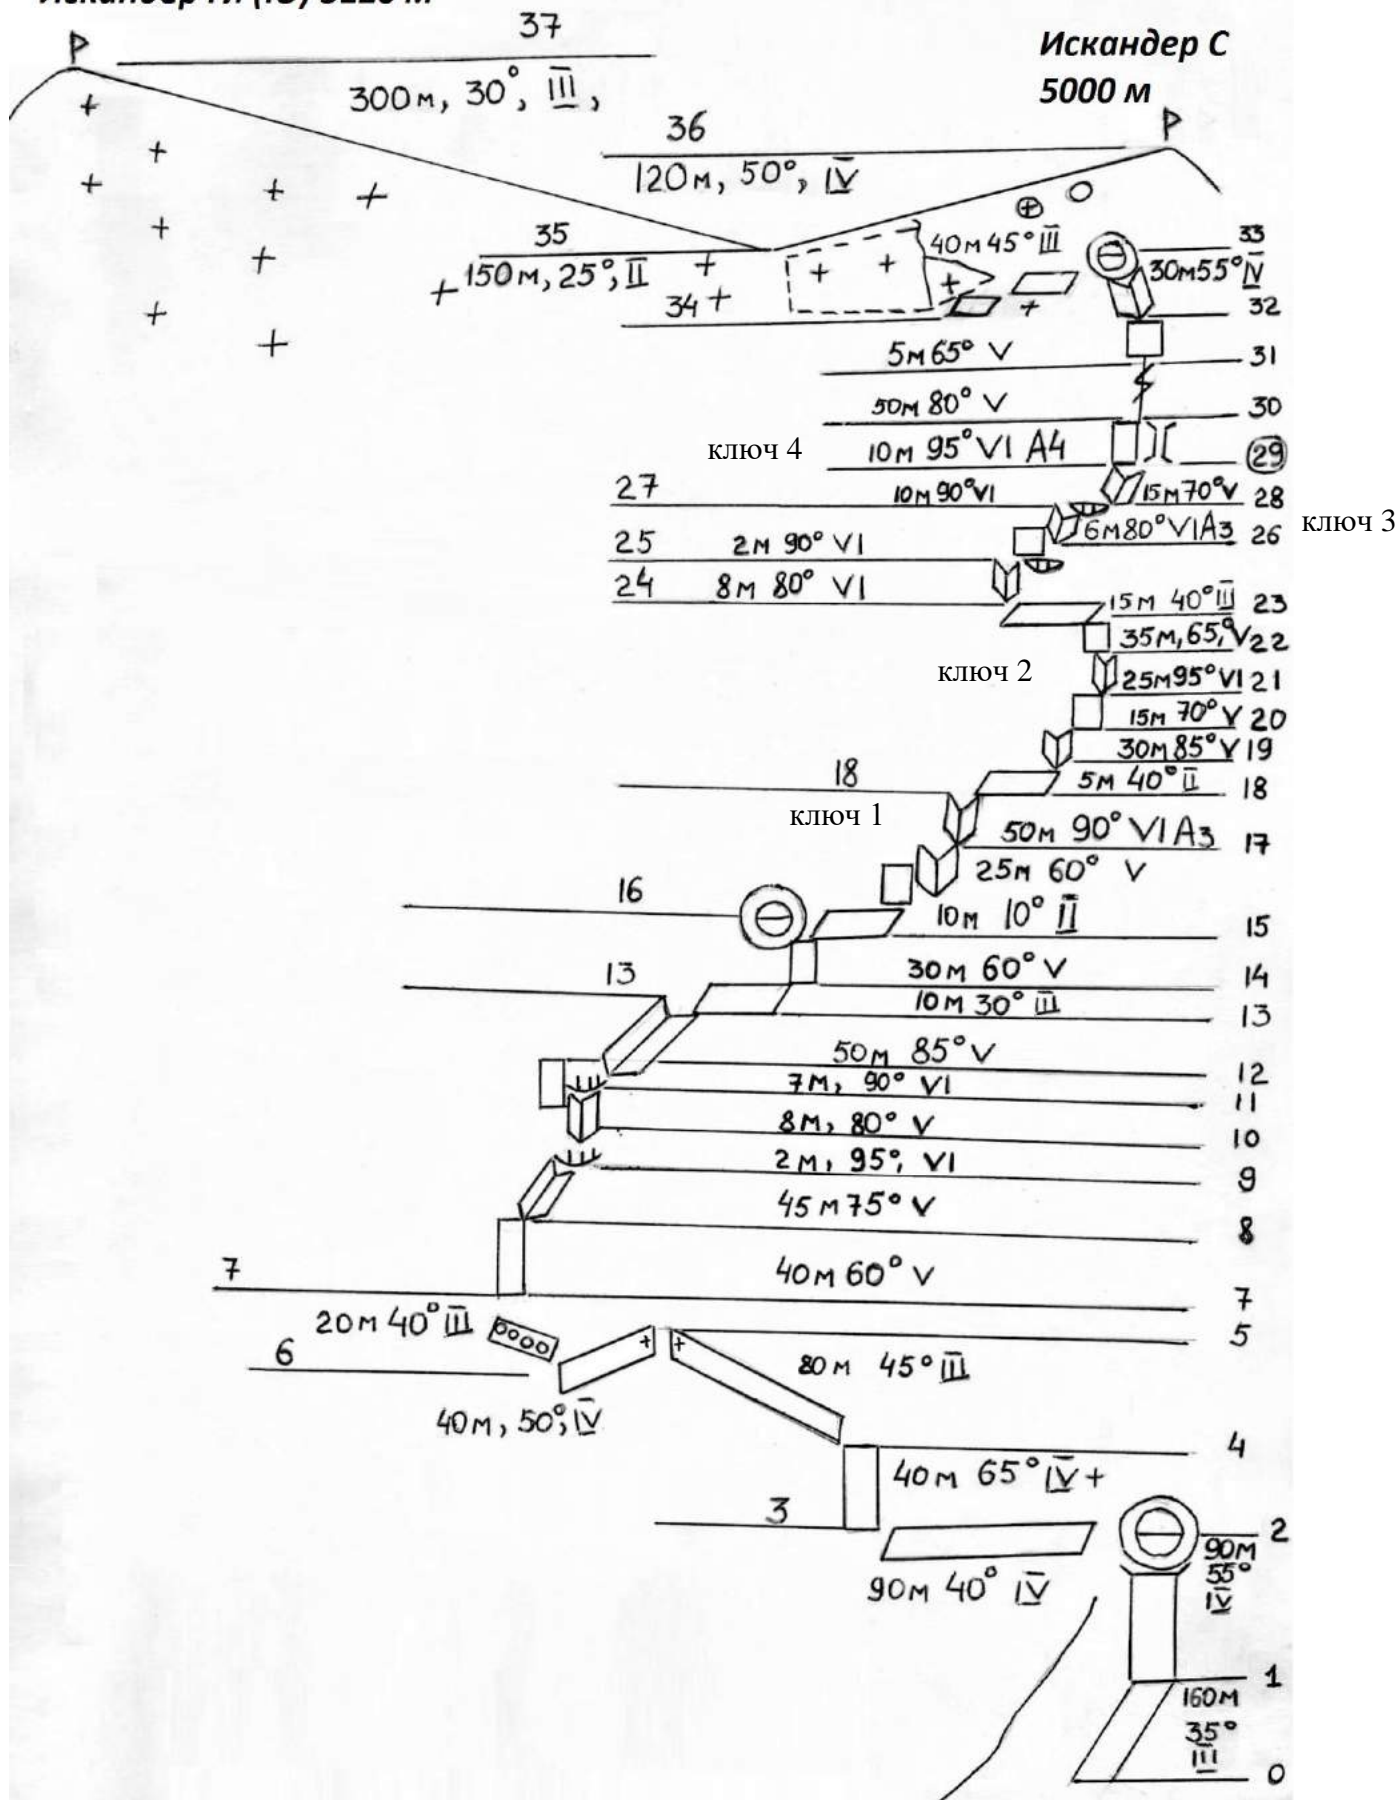 37
Искандер С
5000 м
300м, 30°, III,
36
120м, 50°, IV
35
40м 45° III
33
150м, 25°, II
30м 55° IV
34
32
5м 65° V
31
50м 80° V
30
ключ 4
10м 95° VI A4
29
27
10м 90° VI
15м 70° V
28
ключ 3
6м 80° VI A3
26
25
2м 90° VI
24
8м 80° VI
15м 40° III
23
35м, 65°, V
22
ключ 2
25м 95° VI
21
15м 70° V
20
30м 85° V
19
18
5м 40° II
18
ключ 1
50м 90° VI A3
17
25м 60° V
16
10м 10° II
15
30м 60° V
14
13
10м 30° III
13
50м 85° V
12
7м, 90° VI
11
8м, 80° V
10
2м, 95°, VI
9
45м 75° V
8
7
40м 60° V
7
20м 40° III
5
6
80м 45° III
40м, 50°, IV
4
40м 65° IV+
3
2
90м
55°
IV
90м 40° IV
1
160м
35°
III
0